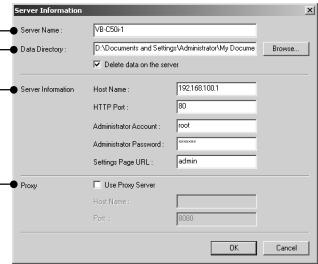 Server Information
Server Name :
VB-C50i-1
Data Directory :
D:\Documents and Settings\Administrator\My Docume
Browse...
Delete data on the server
Server Information
Host Name :
192.168.100.1
HTTP Port :
80
Administrator Account :
root
Administrator Password :
Settings Page URL :
admin
Proxy
Use Proxy Server
Host Name :
Port :
8080
OK
Cancel